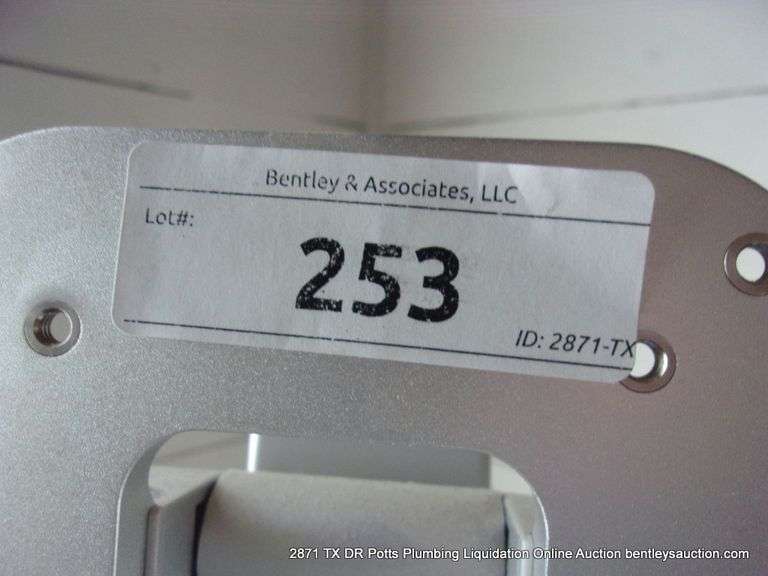 Bentley & Associates, LLC
Lot#:
253
ID: 2871-TX
2871 TX DR Potts Plumbing Liquidation Online Auction bentleysauction.com